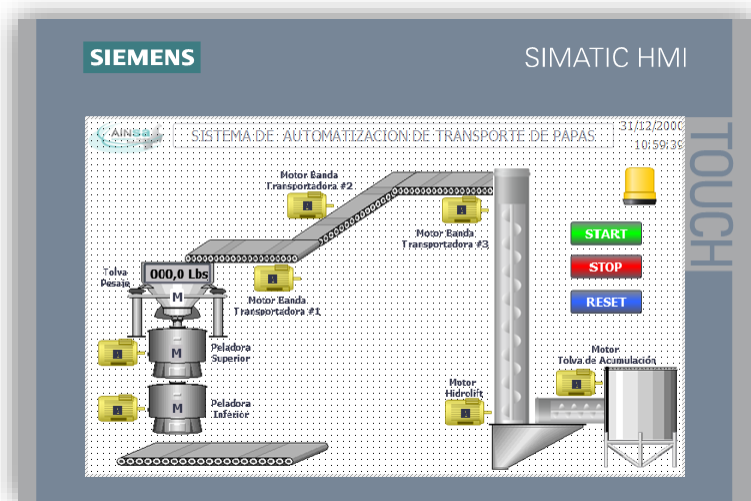 SIEMENS
SIMATIC HMI
TOUCH
AINSA
SISTEMA DE AUTOMATIZACION DE TRANSPORTE DE PAPAS
31/12/2000
10:59:39
Motor Banda
Transportadora #2
Motor Banda
Transportadora #3
START
STOP
RESET
Tolva
Pesaje
000,0 Lbs
M
Motor Banda
Transportadora #1
Peladora
Superior
M
Peladora
Inferior
M
Motor
Hidrolift
Motor
Tolva de Acumulación